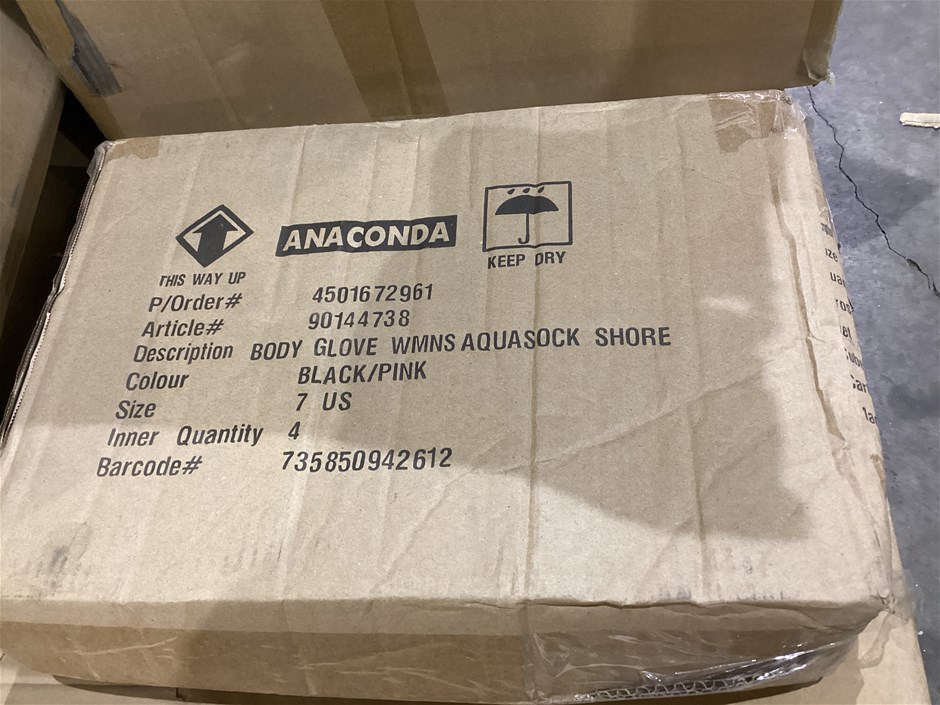 ANACONDA
THIS WAY UP
KEEP DRY
P/Order# 4501672961
Article# 90144738
Description BODY GLOVE WMNS AQUASOCK SHORE
Colour BLACK/PINK
Size 7 US
Inner Quantity 4
Barcode# 735850942612